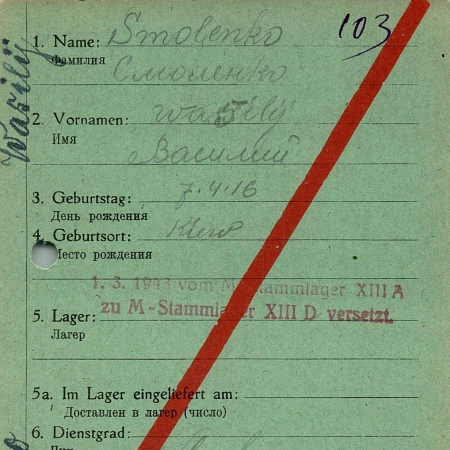 103
Wasilij
1. Name: Smolenko
Фамилия Смоленко
2. Vornamen: Wasilij
Имя Василий
3. Geburtstag: 7.4.16
День рождения
4. Geburtsort: Kiew
Место рождения
1. 3. 1943 vom M-Stammlager XIII A
zu M-Stammlager XIII D versetzt.
5. Lager:
Лагерь
5a. Im Lager eingeliefert am:
Доставлен в лагерь (число)
6. Dienstgrad: